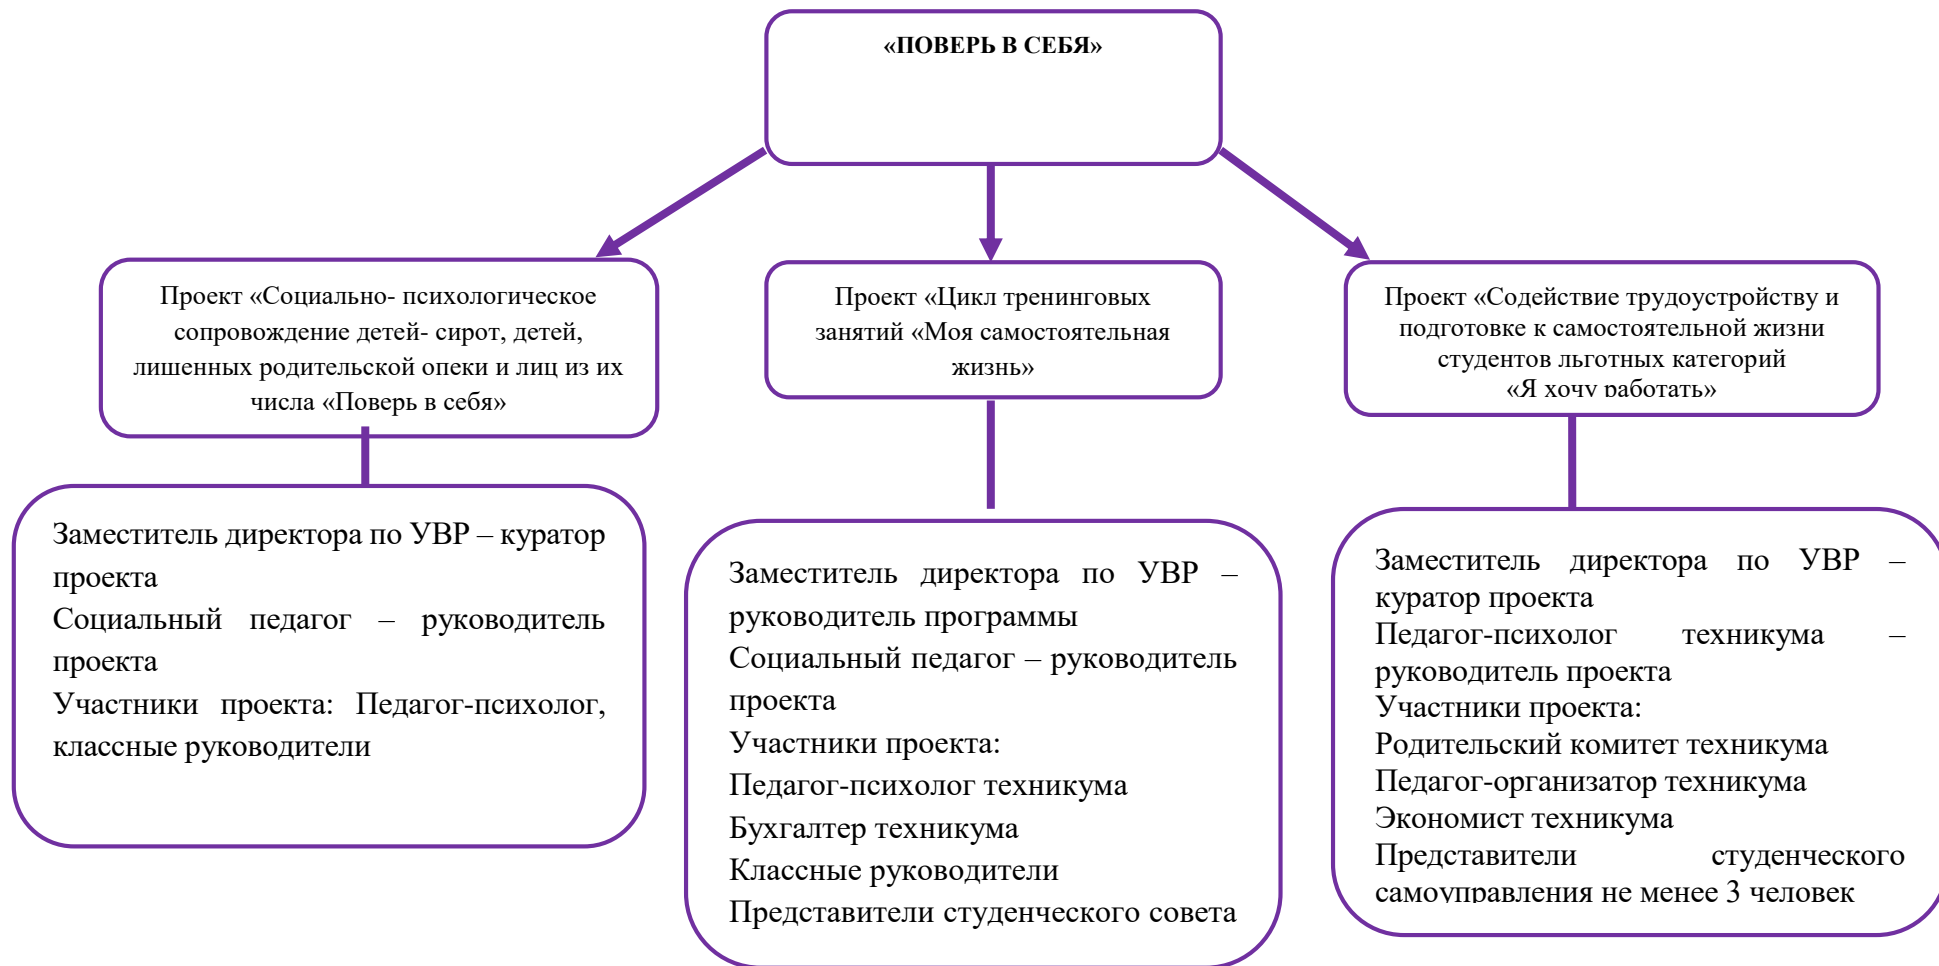 «ПОВЕРЬ В СЕБЯ»
Проект «Социально- психологическое
сопровождение детей- сирот, детей,
лишенных родительской опеки и лиц из их
числа «Поверь в себя»
Проект «Цикл тренинговых
занятий «Моя самостоятельная
жизнь»
Проект «Содействие трудоустройству и
подготовке к самостоятельной жизни
студентов льготных категорий
«Я хочу работать»
Заместитель директора по УВР – куратор
проекта
Социальный педагог – руководитель
проекта
Участники проекта: Педагог-психолог,
классные руководители
Заместитель директора по УВР –
руководитель программы
Социальный педагог – руководитель
проекта
Участники проекта:
Педагог-психолог техникума
Бухгалтер техникума
Классные руководители
Представители студенческого совета
Заместитель директора по УВР –
куратор проекта
Педагог-психолог техникума –
руководитель проекта
Участники проекта:
Родительский комитет техникума
Педагог-организатор техникума
Экономист техникума
Представители студенческого
самоуправления не менее 3 человек